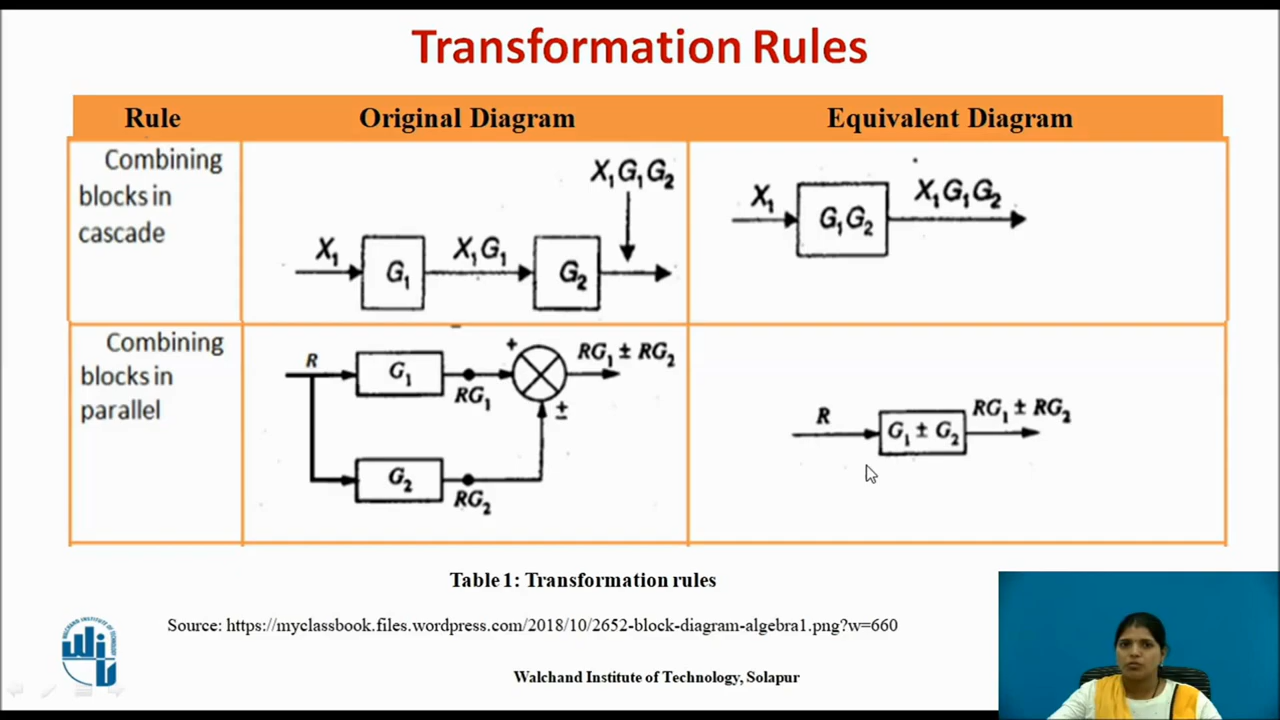 Transformation Rules
Rule Original Diagram Equivalent Diagram
Combining
blocks in
cascade
X₁G₁G₂
X₁ G₁ X₁G₁ G₂
X₁ G₁G₂ X₁G₁G₂
Combining
blocks in
parallel
R G₁ RG₁ + ± RG₁ ± RG₂
G₂ RG₂
R G₁ ± G₂ RG₁ ± RG₂
Table 1: Transformation rules
Source: https://myclassbook.files.wordpress.com/2018/10/2652-block-diagram-algebra1.png?w=660
Walchand Institute of Technology, Solapur